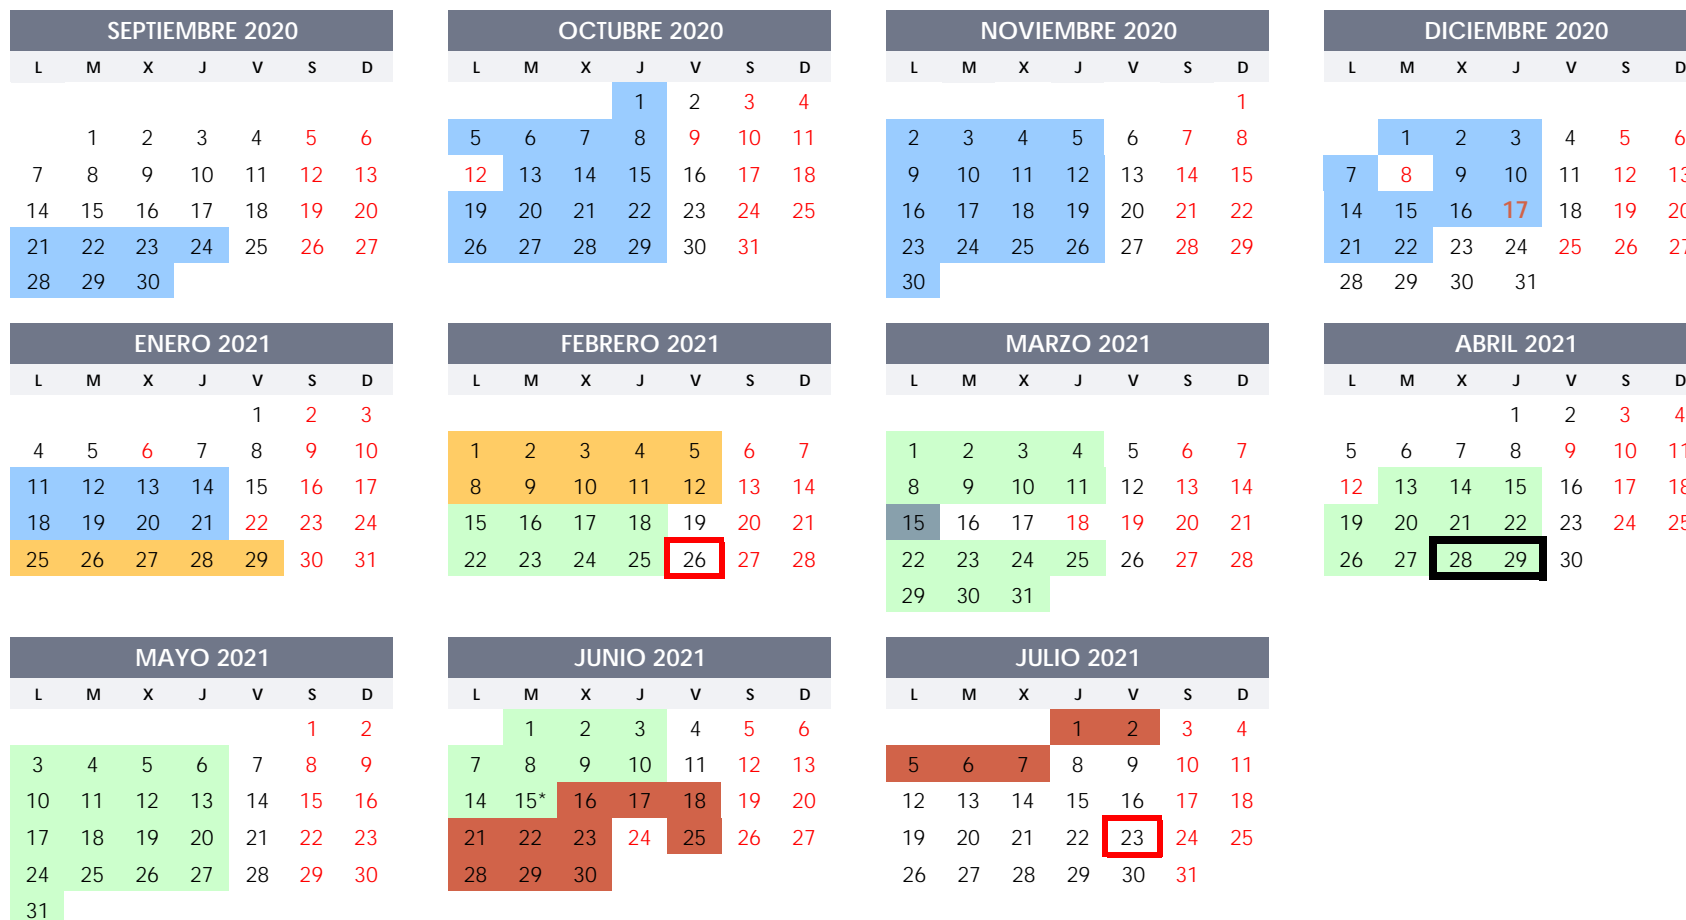 SEPTIEMBRE 2020
L M X J V S D
1 2 3 4 5 6
7 8 9 10 11 12 13
14 15 16 17 18 19 20
21 22 23 24 25 26 27
28 29 30
OCTUBRE 2020
L M X J V S D
1 2 3 4
5 6 7 8 9 10 11
12 13 14 15 16 17 18
19 20 21 22 23 24 25
26 27 28 29 30 31
NOVIEMBRE 2020
L M X J V S D
1
2 3 4 5 6 7 8
9 10 11 12 13 14 15
16 17 18 19 20 21 22
23 24 25 26 27 28 29
30
DICIEMBRE 2020
L M X J V S D
1 2 3 4 5 6
7 8 9 10 11 12 13
14 15 16 17 18 19 20
21 22 23 24 25 26 27
28 29 30 31
ENERO 2021
L M X J V S D
1 2 3
4 5 6 7 8 9 10
11 12 13 14 15 16 17
18 19 20 21 22 23 24
25 26 27 28 29 30 31
FEBRERO 2021
L M X J V S D
1 2 3 4 5 6 7
8 9 10 11 12 13 14
15 16 17 18 19 20 21
22 23 24 25 26 27 28
MARZO 2021
L M X J V S D
1 2 3 4 5 6 7
8 9 10 11 12 13 14
15 16 17 18 19 20 21
22 23 24 25 26 27 28
29 30 31
ABRIL 2021
L M X J V S D
1 2 3 4
5 6 7 8 9 10 11
12 13 14 15 16 17 18
19 20 21 22 23 24 25
26 27 28 29 30
MAYO 2021
L M X J V S D
1 2
3 4 5 6 7 8 9
10 11 12 13 14 15 16
17 18 19 20 21 22 23
24 25 26 27 28 29 30
31
JUNIO 2021
L M X J V S D
1 2 3 4 5 6
7 8 9 10 11 12 13
14 15* 16 17 18 19 20
21 22 23 24 25 26 27
28 29 30
JULIO 2021
L M X J V S D
1 2 3 4
5 6 7 8 9 10 11
12 13 14 15 16 17 18
19 20 21 22 23 24 25
26 27 28 29 30 31